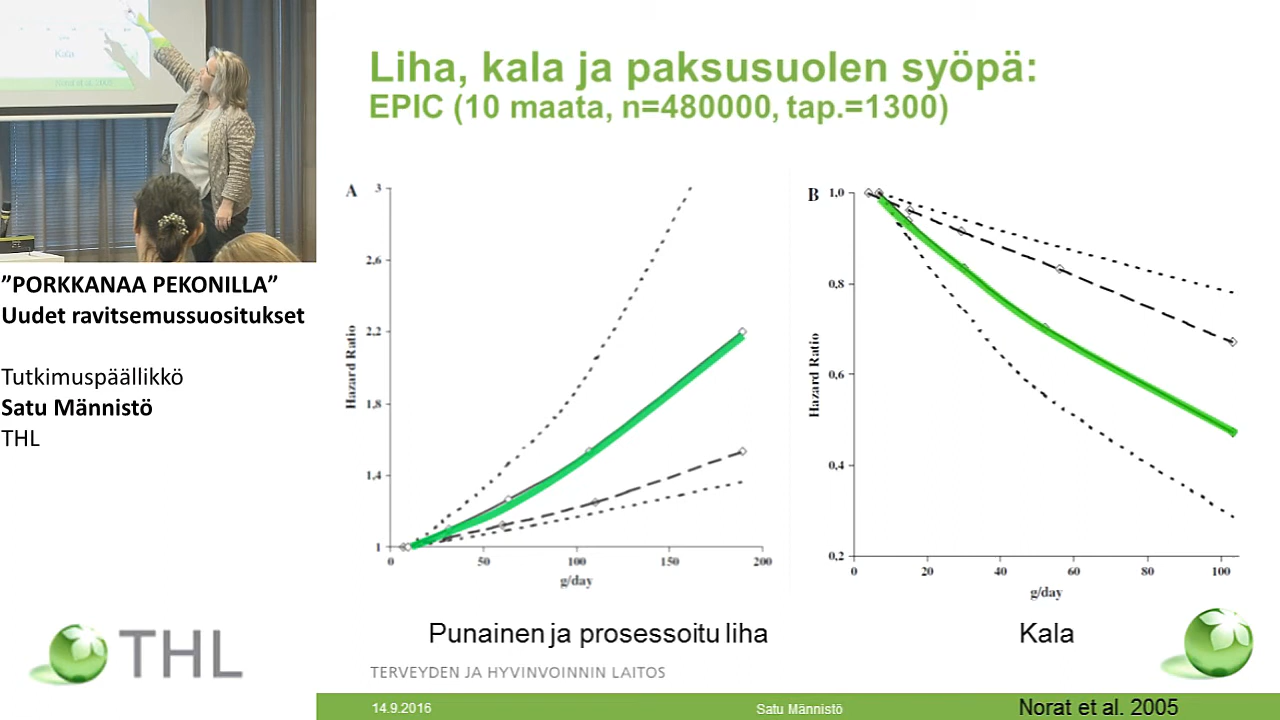 Kala
”PORKKANAA PEKONILLA”
Uudet ravitsemussuositukset
Tutkimuspäällikkö
Satu Männistö
THL
THL
Liha, kala ja paksusuolen syöpä:
EPIC (10 maata, n=480000, tap.=1300)
A
3
2,6
2,2
1,8
1,4
1
Hazard Ratio
0 50 100 150 200
g/day
Punainen ja prosessoitu liha
B
1,0
0,8
0,6
0,4
0,2
Hazard Ratio
0 20 40 60 80 100
g/day
Kala
TERVEYDEN JA HYVINVOINNIN LAITOS
14.9.2016 Satu Männistö Norat et al. 2005